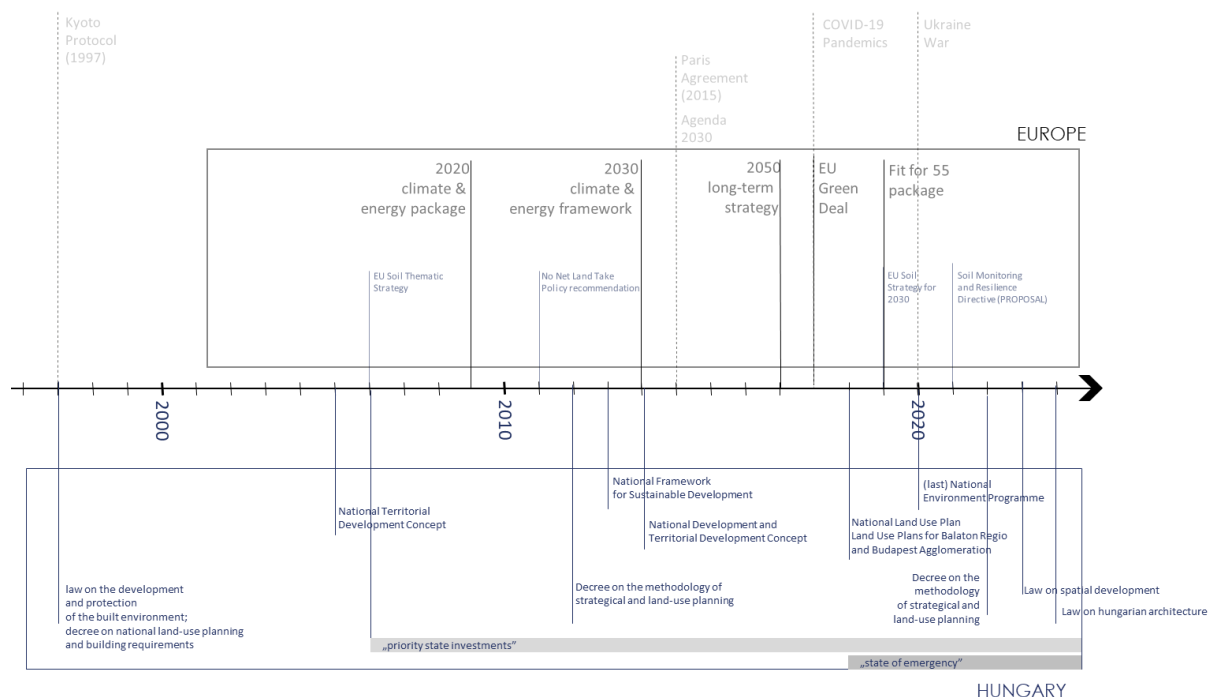 Kyoto
Protocol
(1997)
Paris
Agreement
(2015)
Agenda
2030
COVID-19
Pandemics
Ukraine
War
EUROPE
2020
climate &
energy package
2030
climate &
energy framework
2050
long-term
strategy
EU
Green
Deal
Fit for 55
package
EU Soil Thematic
Strategy
No Net Land Take
Policy recommendation
EU Soil
Strategy for
2030
Soil Monitoring
and Resilience
Directive (PROPOSAL)
2000
2010
2020
National Territorial
Development Concept
National Framework
for Sustainable Development
National Development and
Territorial Development Concept
(last) National
Environment Programme
National Land Use Plan
Land Use Plans for Balaton Regio
and Budapest Agglomeration
law on the development
and protection
of the built environment;
decree on national land-use planning
and building requirements
Decree on the methodology of
strategical and land-use planning
Decree on the
methodology
of strategical and
land-use planning
Law on spatial development
Law on hungarian architecture
„priority state investments”
„state of emergency”
HUNGARY